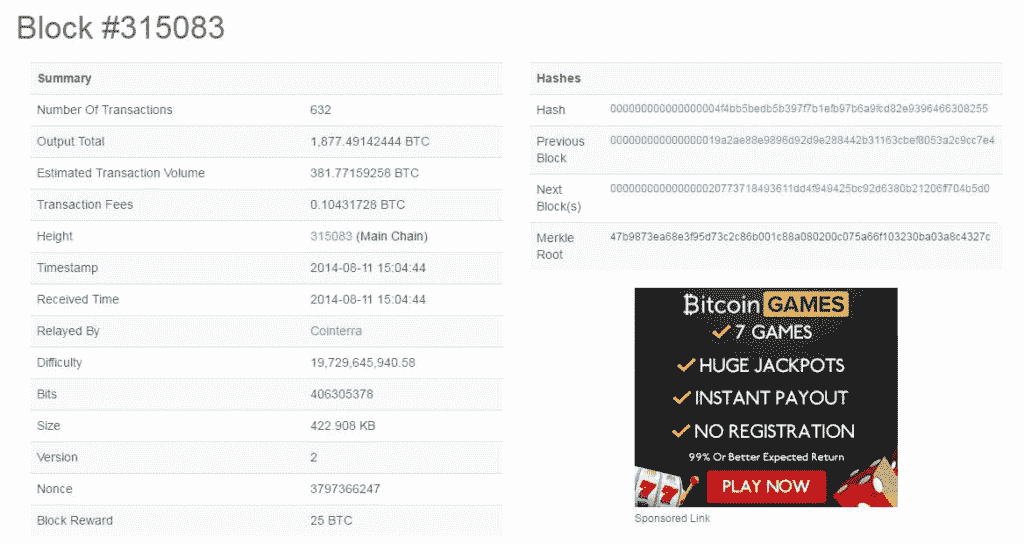 Block #315083
Summary
Number Of Transactions 632
Output Total 1,877.49142444 BTC
Estimated Transaction Volume 381.77159258 BTC
Transaction Fees 0.10431728 BTC
Height 315083 (Main Chain)
Timestamp 2014-08-11 15:04:44
Received Time 2014-08-11 15:04:44
Relayed By Cointerra
Difficulty 19,729,645,940.58
Bits 406305378
Size 422.908 KB
Version 2
Nonce 3797366247
Block Reward 25 BTC
Hashes
Hash 000000000000000004f4bb5bedb5b397f7b1efb97b6a9fcd82e9396466308255
Previous 000000000000000019a2ae88e9896d92d9e288442b31163cbef8053a2c9cc7e4
Block
Next 000000000000000020773718493611dd4f949425bc92d6380b21206ff704b5d0
Block(s)
Merkle 47b9873ea68e3f95d73c2c86b001c88a080200c075a66f103230ba03a8c4327c
Root
Bitcoin GAMES
7 GAMES
HUGE JACKPOTS
INSTANT PAYOUT
NO REGISTRATION
99% Or Better Expected Return
PLAY NOW
77
Sponsored Link